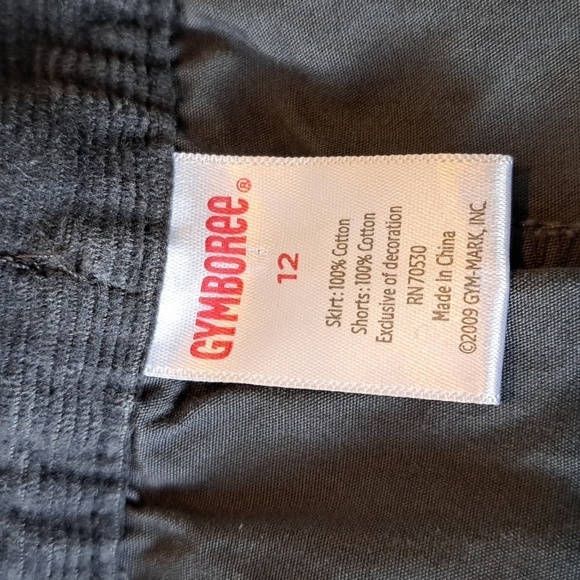 GYMBOREE®
12
Skirt: 100% Cotton
Shorts: 100% Cotton
Exclusive of decoration
RN 70530
Made in China
©2009 GYM-MARK, INC.